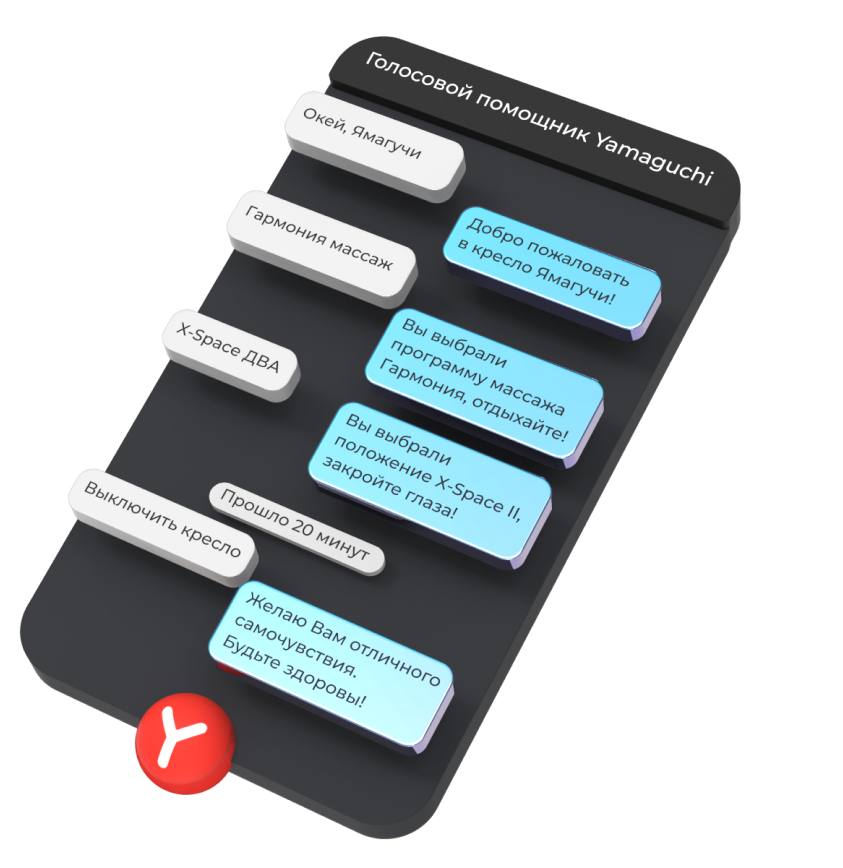 Голосовой помощник Yamaguchi
Окей, Ямагучи
Добро пожаловать
в кресло Ямагучи!
Гармония массаж
Вы выбрали
программу массажа
Гармония, отдыхайте!
X-Space ДВА
Вы выбрали
положение X-Space II,
закройте глаза!
Прошло 20 минут
Выключить кресло
Желаю Вам отличного
самочувствия.
Будьте здоровы!
Y